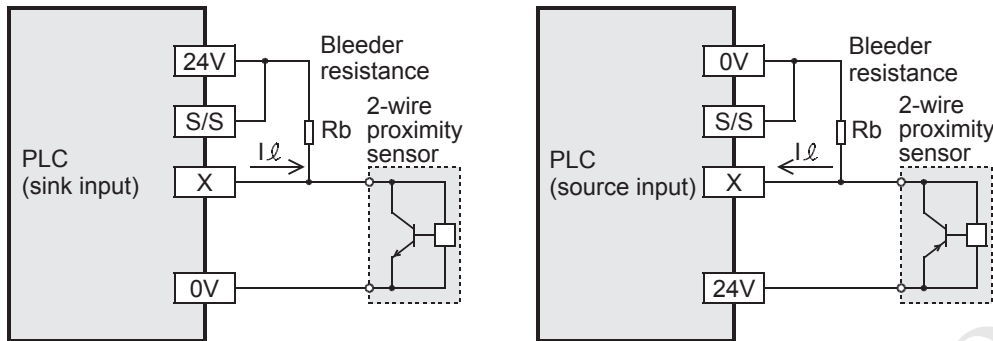 24V
S/S
PLC
(sink input)
X
0V
Bleeder
resistance
Rb
Iℓ
2-wire
proximity
sensor
0V
S/S
PLC
(source input)
X
24V
Bleeder
resistance
Rb
Iℓ
2-wire
proximity
sensor